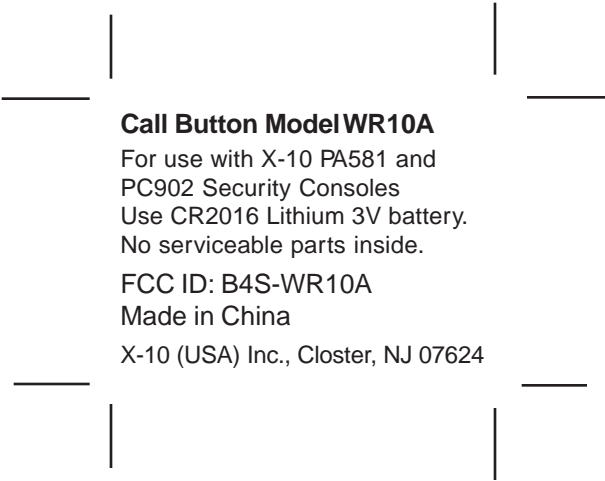 Call Button Model WR10A
For use with X-10 PA581 and
PC902 Security Consoles
Use CR2016 Lithium 3V battery.
No serviceable parts inside.
FCC ID: B4S-WR10A
Made in China
X-10 (USA) Inc., Closter, NJ 07624